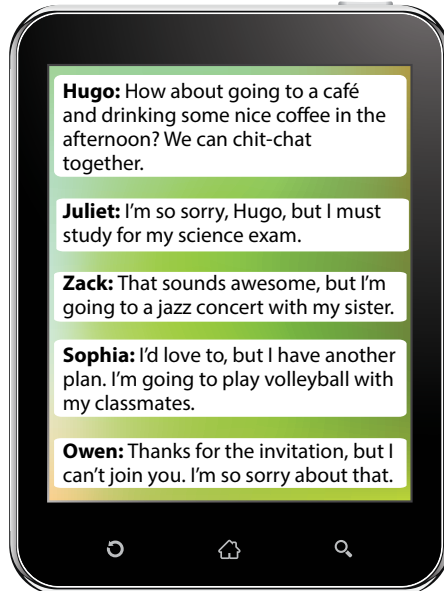 Hugo: How about going to a café
and drinking some nice coffee in the
afternoon? We can chit-chat
together.
Juliet: I'm so sorry, Hugo, but I must
study for my science exam.
Zack: That sounds awesome, but I'm
going to a jazz concert with my sister.
Sophia: I'd love to, but I have another
plan. I'm going to play volleyball with
my classmates.
Owen: Thanks for the invitation, but I
can't join you. I'm so sorry about that.